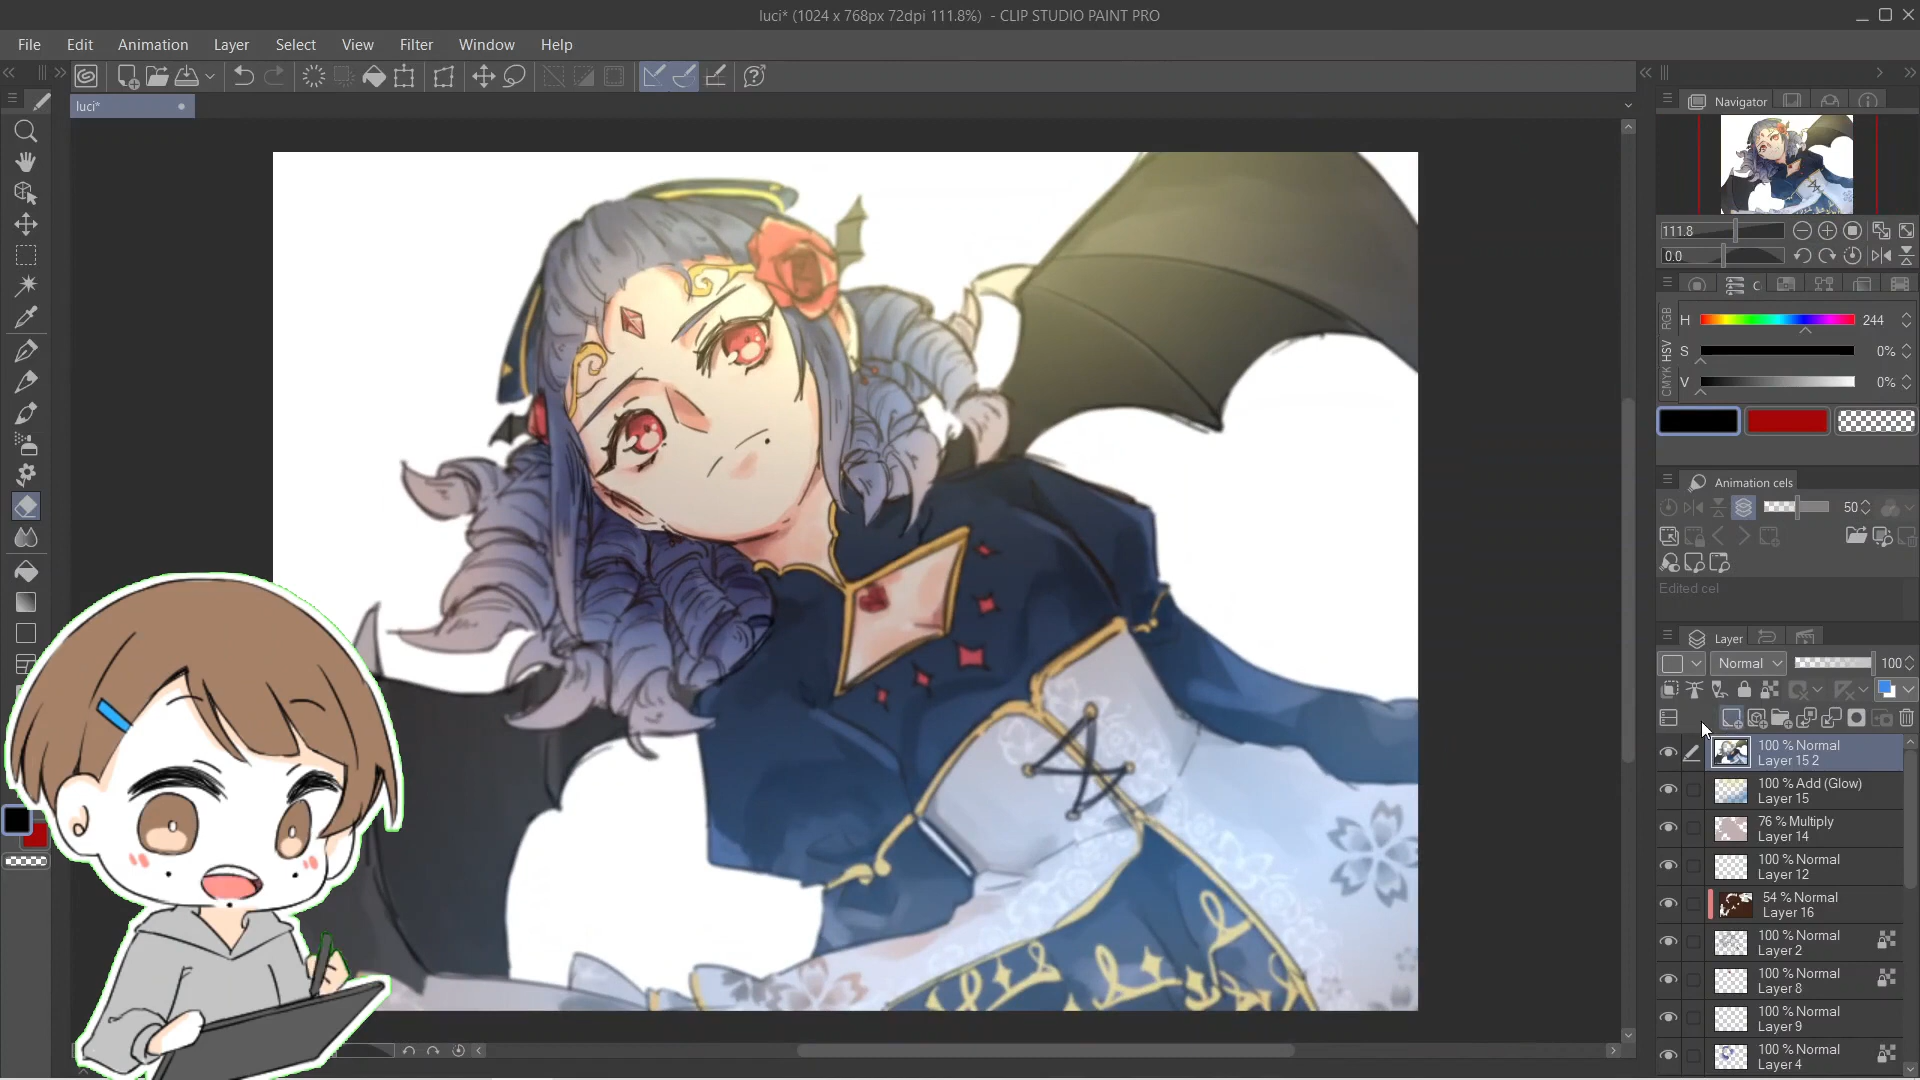 luci* (1024 x 768px 72dpi 111.8%) - CLIP STUDIO PAINT PRO
File Edit Animation Layer Select View Filter Window Help
luci*
Navigator
111.8
0.0
C
RGB
HSV
CMYK
H 244
S 0%
V 0%
Animation cels
50
Edited cel
Layer
Normal 100
100 % Normal
Layer 15 2
100 % Add (Glow)
Layer 15
76 % Multiply
Layer 14
100 % Normal
Layer 12
54 % Normal
Layer 16
100 % Normal
Layer 2
100 % Normal
Layer 8
100 % Normal
Layer 9
100 % Normal
Layer 4